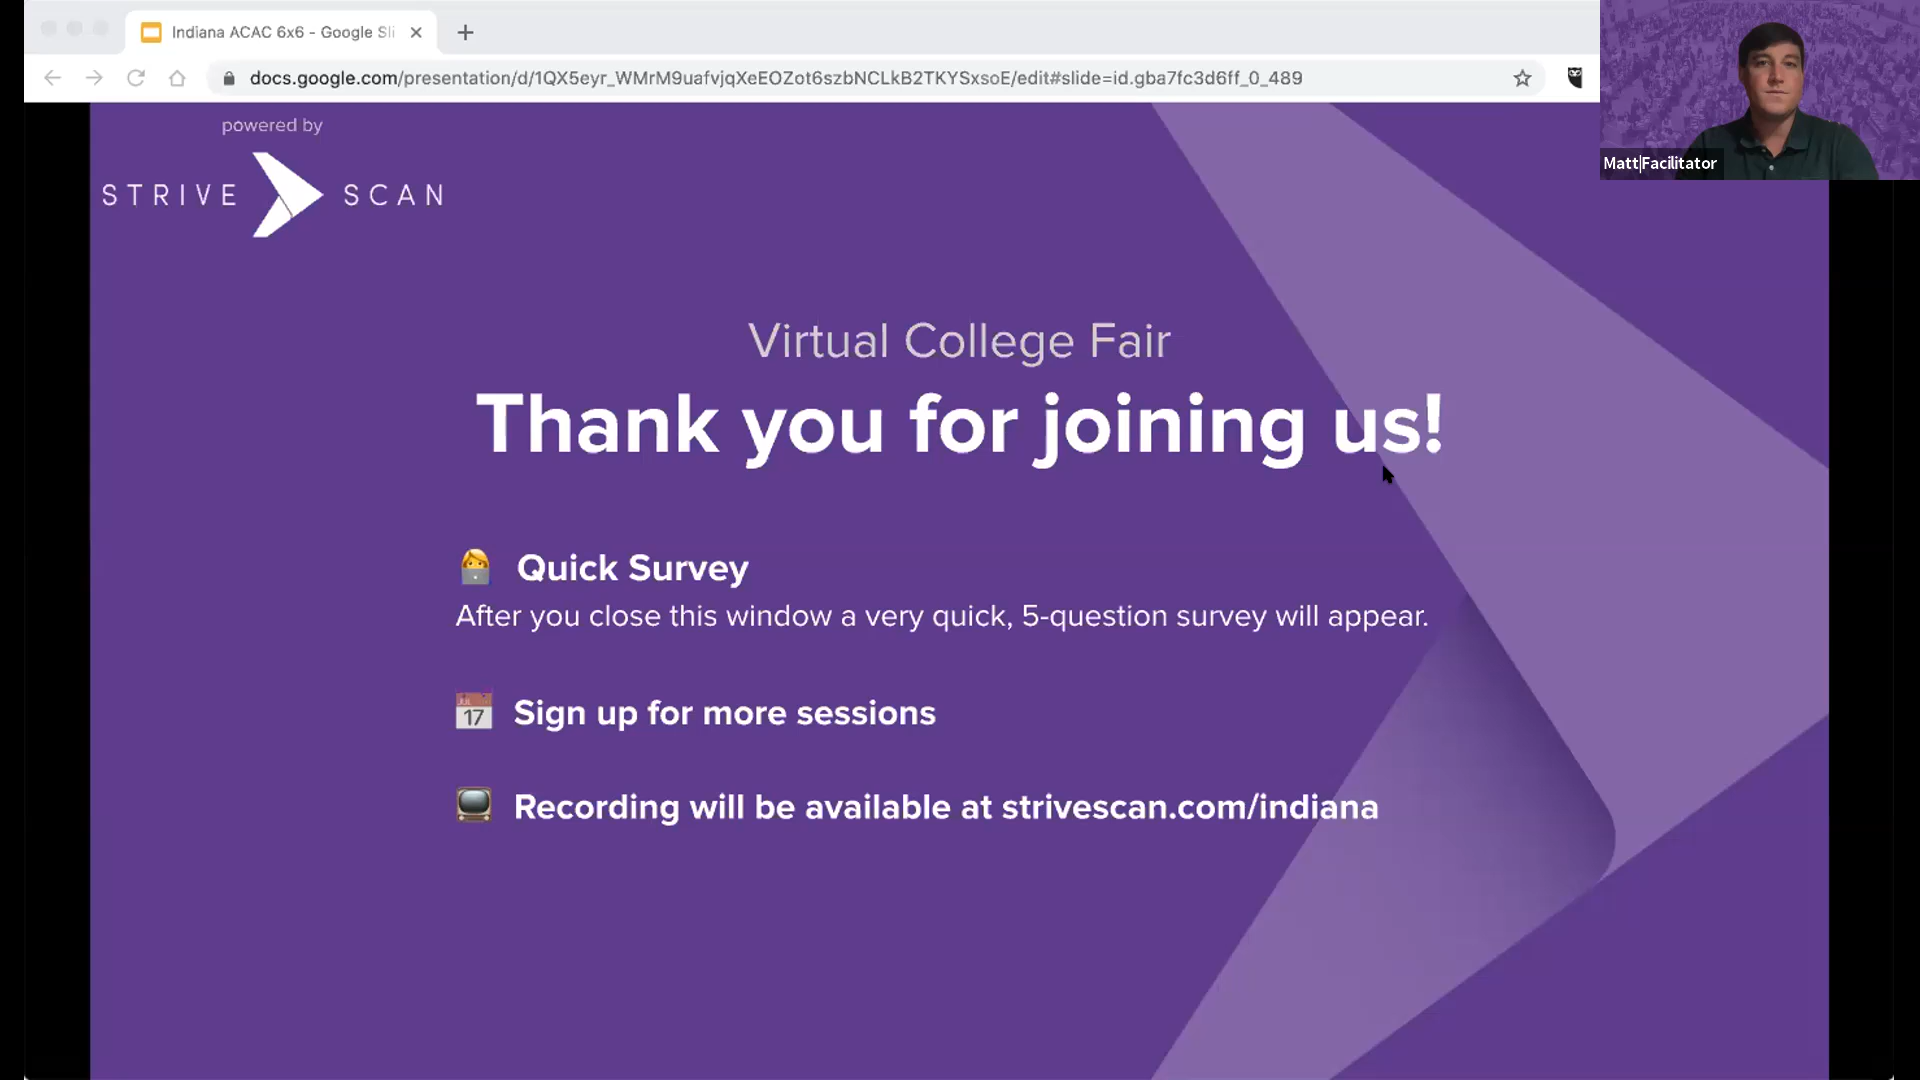 Indiana ACAC 6x6 - Google Sli
docs.google.com/presentation/d/1QX5eyr_WMrM9uafvjqXeEOZot6szbNCLkB2TKYSxsoE/edit#slide=id.gba7fc3d6ff_0_489
Matt|Facilitator
powered by
STRIVE SCAN
Virtual College Fair
Thank you for joining us!
Quick Survey
After you close this window a very quick, 5-question survey will appear.
JUL
17
Sign up for more sessions
Recording will be available at strivescan.com/indiana